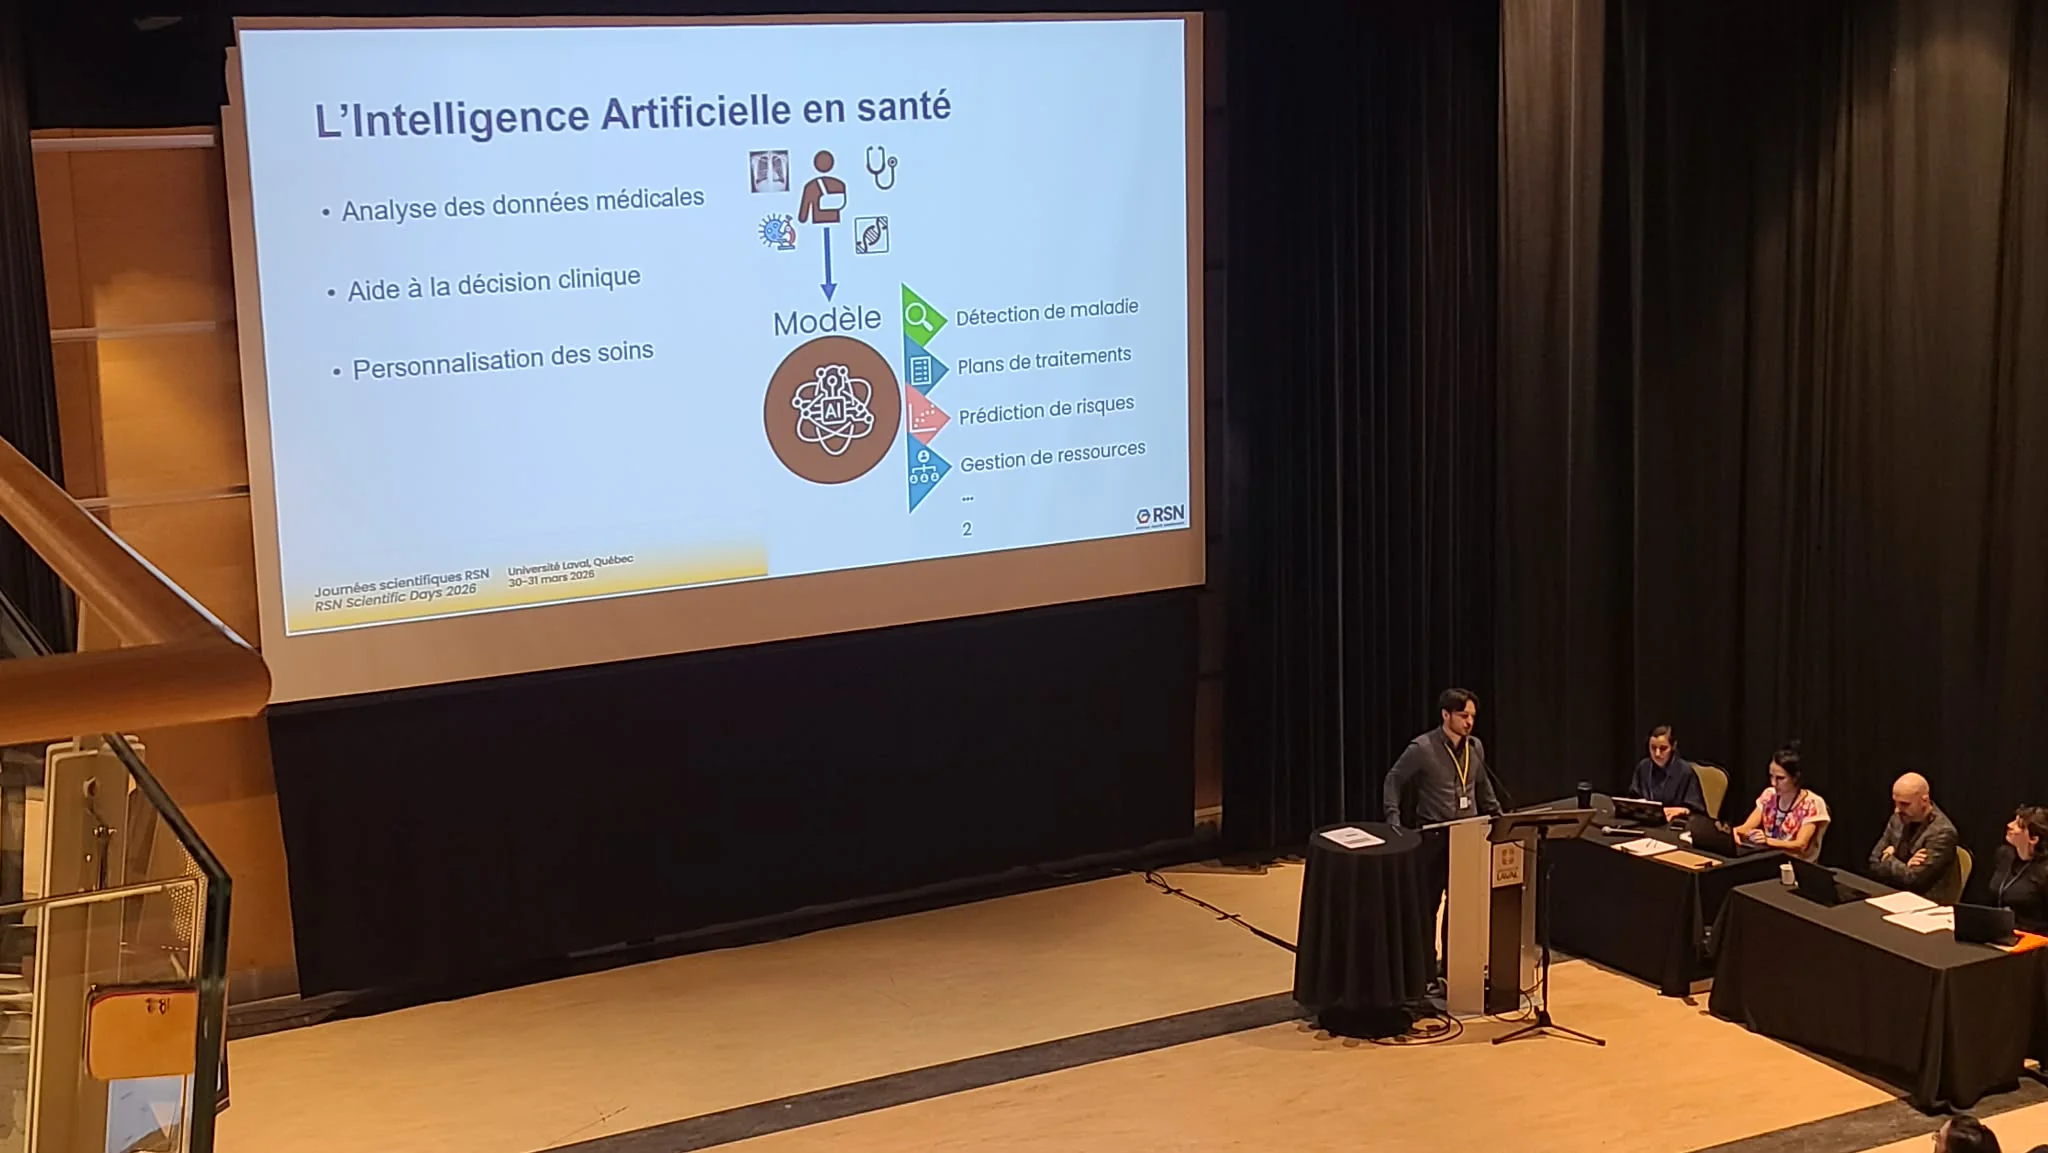 L'Intelligence Artificielle en santé
• Analyse des données médicales
• Aide à la décision clinique
• Personnalisation des soins
Modèle
AI
Détection de maladie
Plans de traitements
Prédiction de risques
Gestion de ressources
...
2
RSN
Journées scientifiques RSN
RSN Scientific Days 2026
Université Laval, Québec
30-31 mars 2026
LAVAL